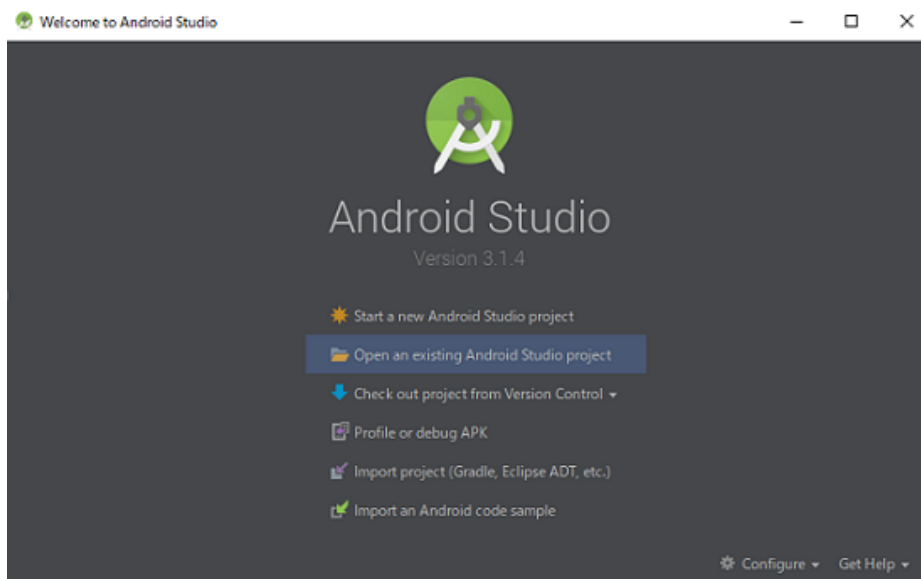 Welcome to Android Studio
Android Studio
Version 3.1.4
Start a new Android Studio project
Open an existing Android Studio project
Check out project from Version Control
Profile or debug APK
Import project (Gradle, Eclipse ADT, etc.)
Import an Android code sample
Configure Get Help